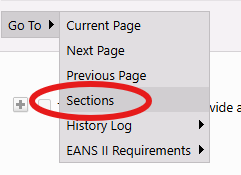 Go To
Current Page
Next Page
Previous Page
Sections
vide a
History Log
EANS II Requirements